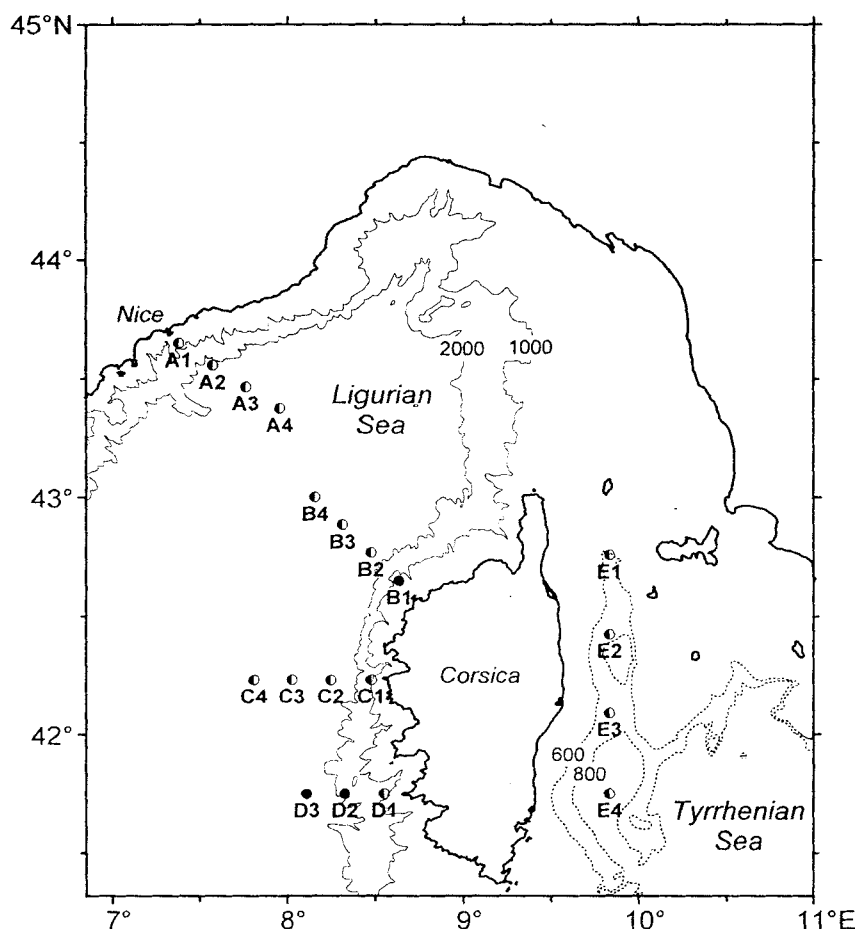 45°N
44°
Nice
A1
2000 1000
A2
A3
Ligurian
Sea
A4
43°
B4
B3
B2
E1
B1
E2
Corsica
C4 C3 C2 C1
42°
E3
600
800
D3 D2 D1
E4
Tyrrhenian
Sea
7° 8° 9° 10° 11°E